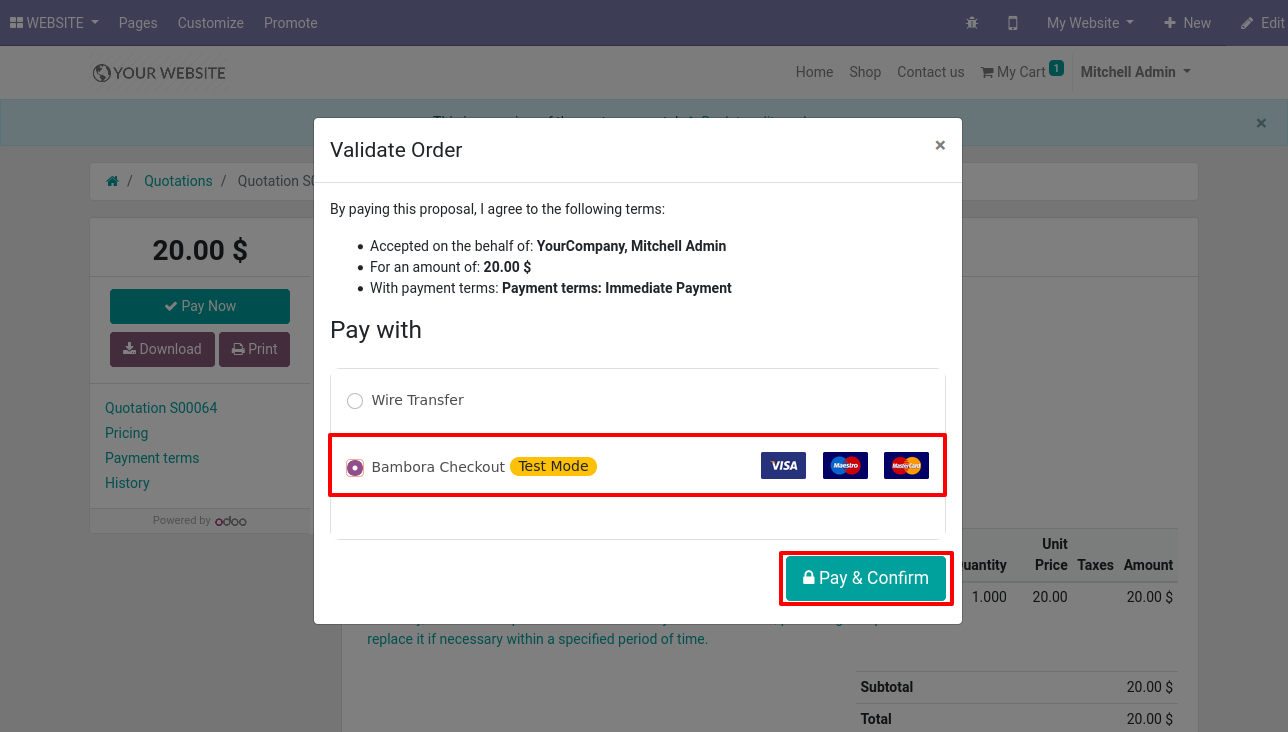 WEBSITE Pages Customize Promote My Website New Edit
YOUR WEBSITE Home Shop Contact us My Cart 1 Mitchell Admin
×
Validate Order ×
/ Quotations / Quotation
By paying this proposal, I agree to the following terms:
20.00 $
Accepted on the behalf of: YourCompany, Mitchell Admin
For an amount of: 20.00 $
With payment terms: Payment terms: Immediate Payment
Pay Now
Download Print
Pay with
Wire Transfer
Bambora Checkout Test Mode VISA Maestro MasterCard
Pay & Confirm
Quotation S00064
Pricing
Payment terms
History
Powered by odoo
Unit
Price Taxes Amount
1.000 20.00 20.00 $
replace it if necessary within a specified period of time.
Subtotal 20.00 $
Total 20.00 $